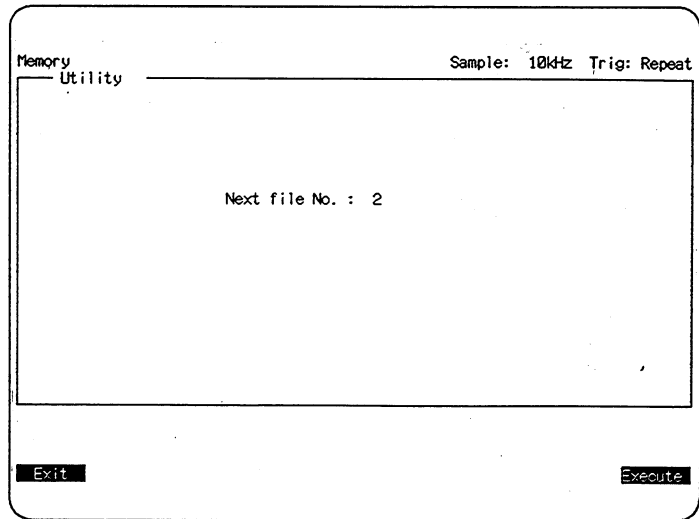 Memory Sample: 10kHz Trig: Repeat
Utility
Next file No. : 2
Exit Execute